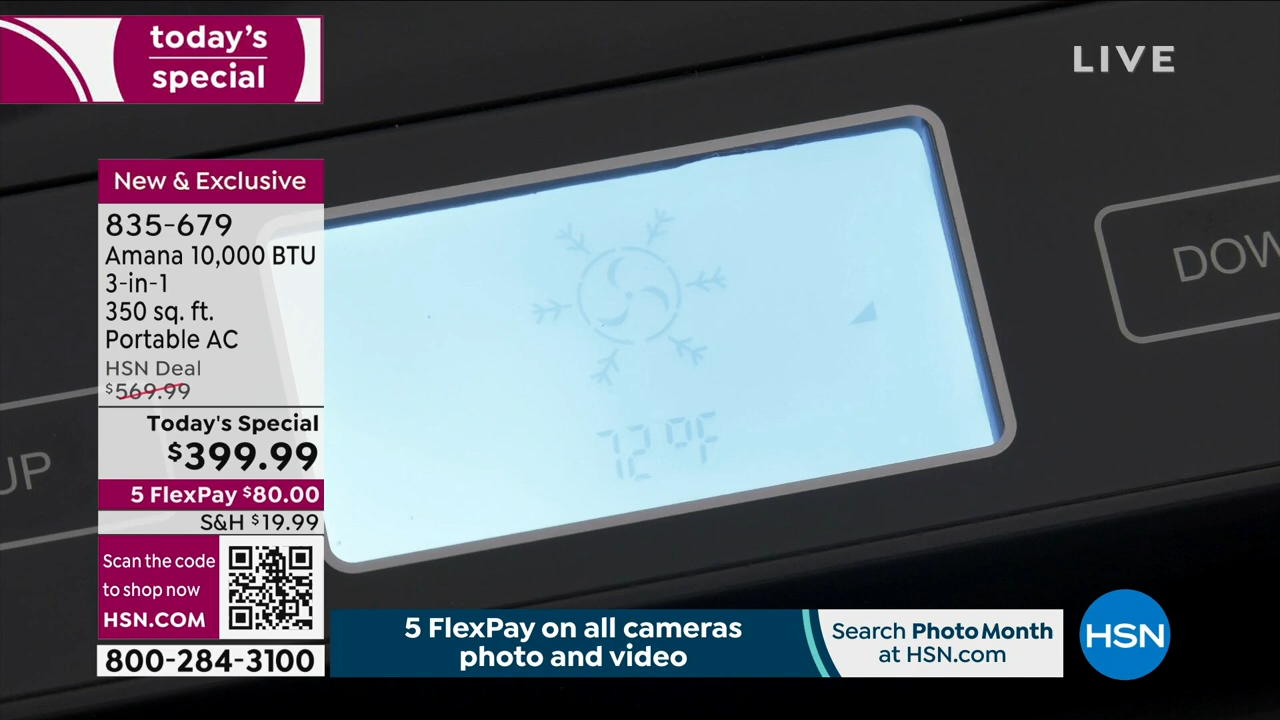 today's
special
LIVE
New & Exclusive
835-679
Amana 10,000 BTU
3-in-1
350 sq. ft.
Portable AC
HSN Deal
$569.99
Today's Special
$399.99
5 FlexPay $80.00
S&H $19.99
Scan the code
to shop now
HSN.COM
800-284-3100
UP
72°F
DOW
5 FlexPay on all cameras
photo and video
Search Photo Month
at HSN.com
HSN